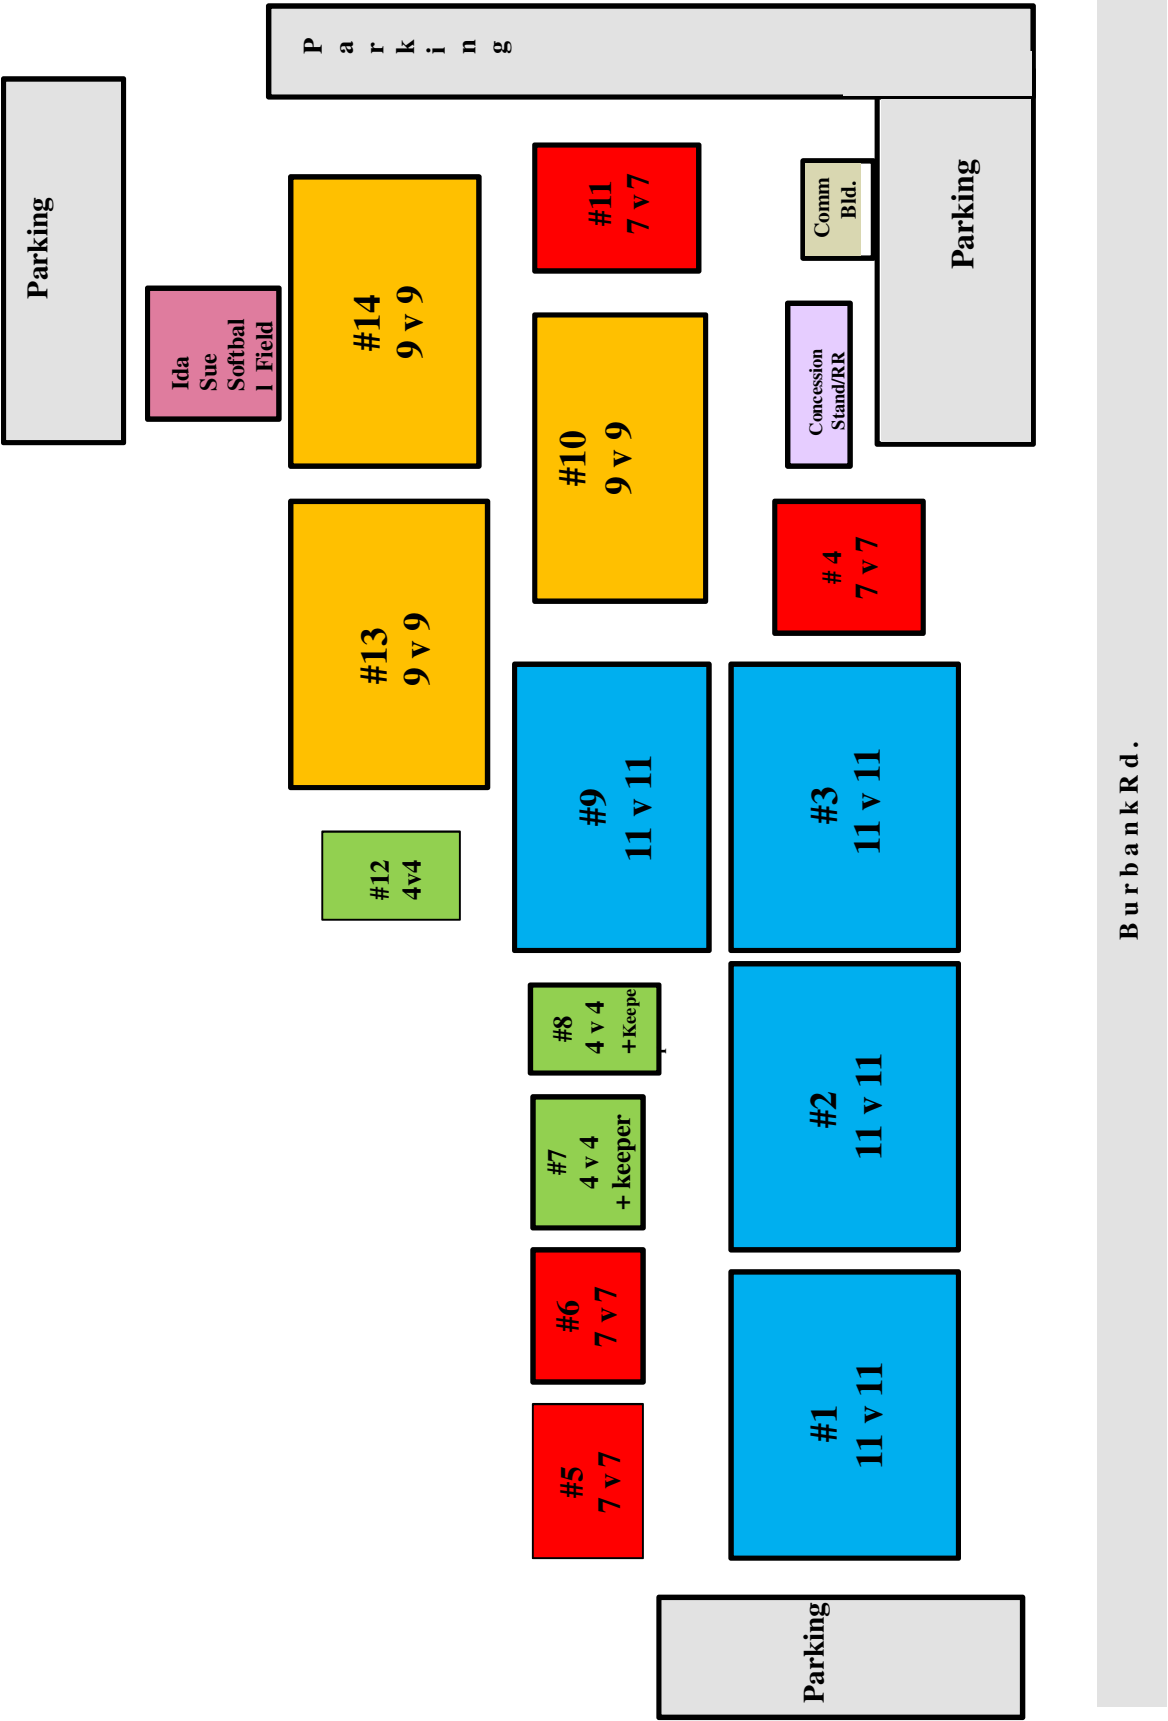 Parking
Parking
Ida
Sue
Softbal
l Field
#14
9 v 9
#11
7 v 7
Comm
Bld.
Parking
#10
9 v 9
Concession
Stand/RR
#13
9 v 9
# 4
7 v 7
#12
4v4
#9
11 v 11
#3
11 v 11
#8
4 v 4
+Keepe
#7
4 v 4
+ keeper
#2
11 v 11
#6
7 v 7
#5
7 v 7
#1
11 v 11
Parking
BurbankRd.